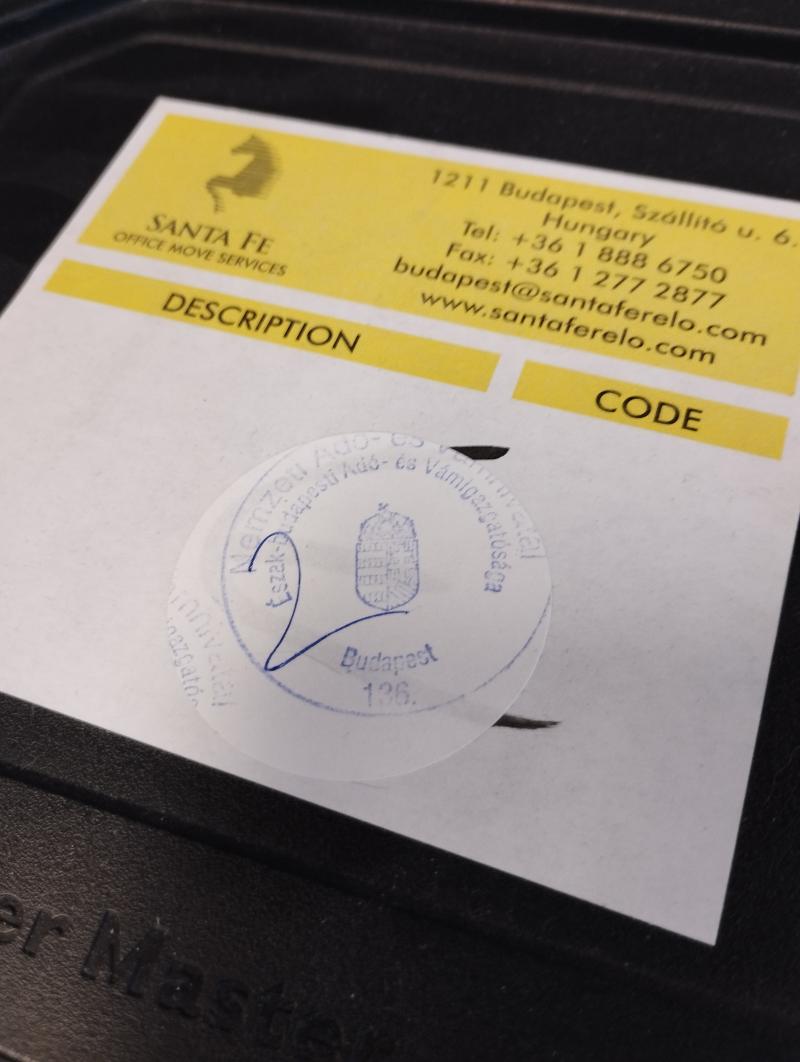 SANTA FE
OFFICE MOVE SERVICES
1211 Budapest, Szállító u. 6.
Hungary
Tel: +36 1 888 6750
Fax: +36 1 277 2877
budapest@santaferelo.com
www.santaferelo.com
DESCRIPTION
CODE
Nemzeti Adó- és Vámhivatal
Észak-Budapesti Adó- és Vámigazgatósága
Budapest
136.
Master